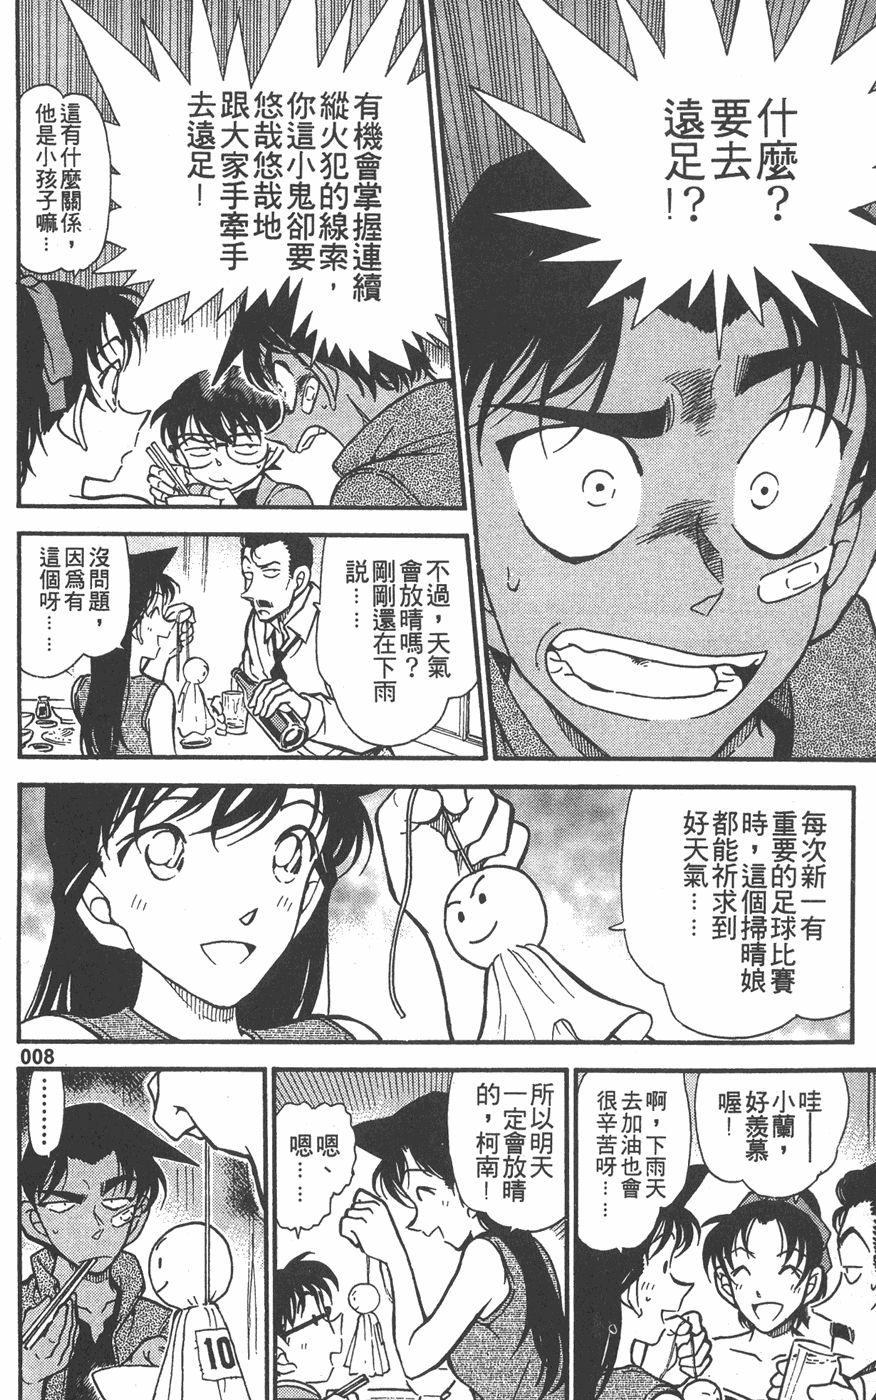 什麼？
要去
遠足!?
有機會掌握連續
縱火犯的線索，
你這小鬼卻要
悠哉悠哉地
跟大家手牽手
去遠足！
這有什麼關係，
他是小孩子嘛…
不過，天氣
會放晴嗎？
剛剛還在下雨
說……
沒問題，
因為有
這個呀……
每次新一有
重要的足球比賽
時，這個掃晴娘
都能祈求到
好天氣……
008
哇——
小蘭，
好羨慕
喔！
啊，下雨天
去加油也會
很辛苦呀……
所以明天
一定會放晴
的，柯南！
嗯、
嗯……
………
10